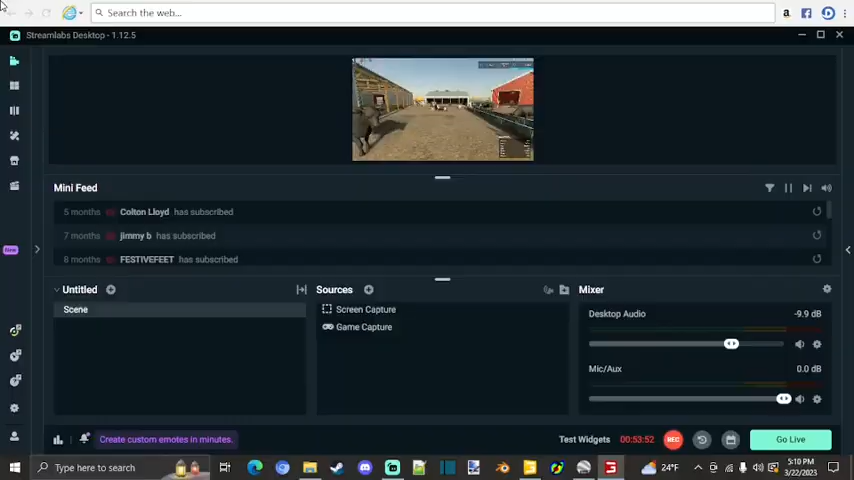 Search the web...
Streamlabs Desktop - 1.12.5
Mini Feed
5 months Colton Lloyd has subscribed
7 months jimmy b has subscribed
8 months FESTIVEFEET has subscribed
Untitled
Scene
Sources
Screen Capture
Game Capture
Mixer
Desktop Audio -9.9 dB
Mic/Aux 0.0 dB
Create custom emotes in minutes.
Test Widgets 00:53:52 REC Go Live
Type here to search
24°F
5:10 PM
3/22/2023